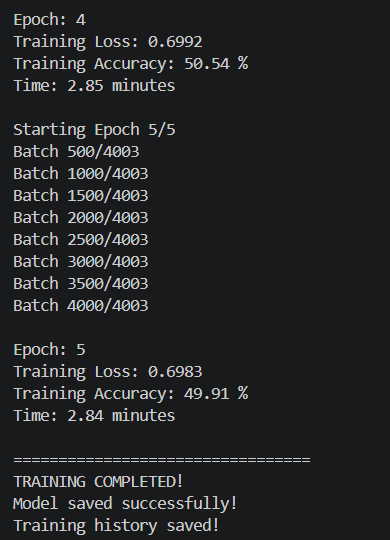 Epoch: 4
Training Loss: 0.6992
Training Accuracy: 50.54 %
Time: 2.85 minutes
Starting Epoch 5/5
Batch 500/4003
Batch 1000/4003
Batch 1500/4003
Batch 2000/4003
Batch 2500/4003
Batch 3000/4003
Batch 3500/4003
Batch 4000/4003
Epoch: 5
Training Loss: 0.6983
Training Accuracy: 49.91 %
Time: 2.84 minutes
=================================
TRAINING COMPLETED!
Model saved successfully!
Training history saved!